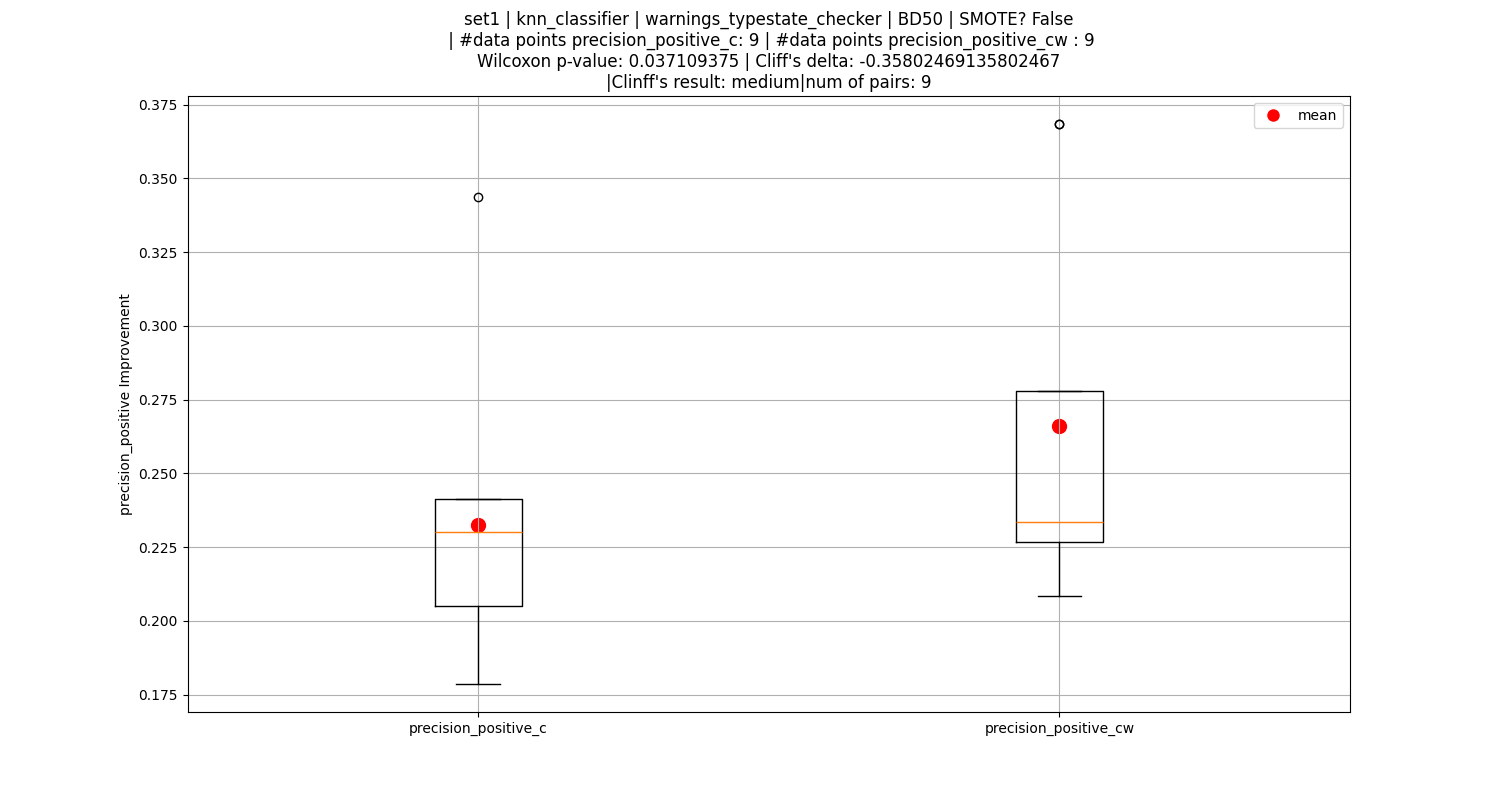 set1 | knn_classifier | warnings_typestate_checker | BD50 | SMOTE? False
| #data points precision_positive_c: 9 | #data points precision_positive_cw : 9
Wilcoxon p-value: 0.037109375 | Cliff's delta: -0.35802469135802467
|Clinff's result: medium|num of pairs: 9
mean
0.375
0.350
0.325
0.300
0.275
0.250
0.225
0.200
0.175
precision_positive Improvement
precision_positive_c
precision_positive_cw